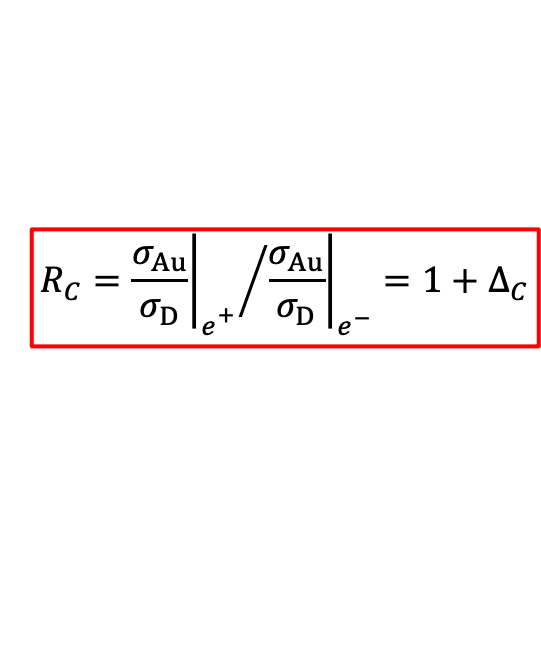 R_C = σ_Au/σ_D|_{e⁺} / σ_Au/σ_D|_{e⁻} = 1 + Δ_C